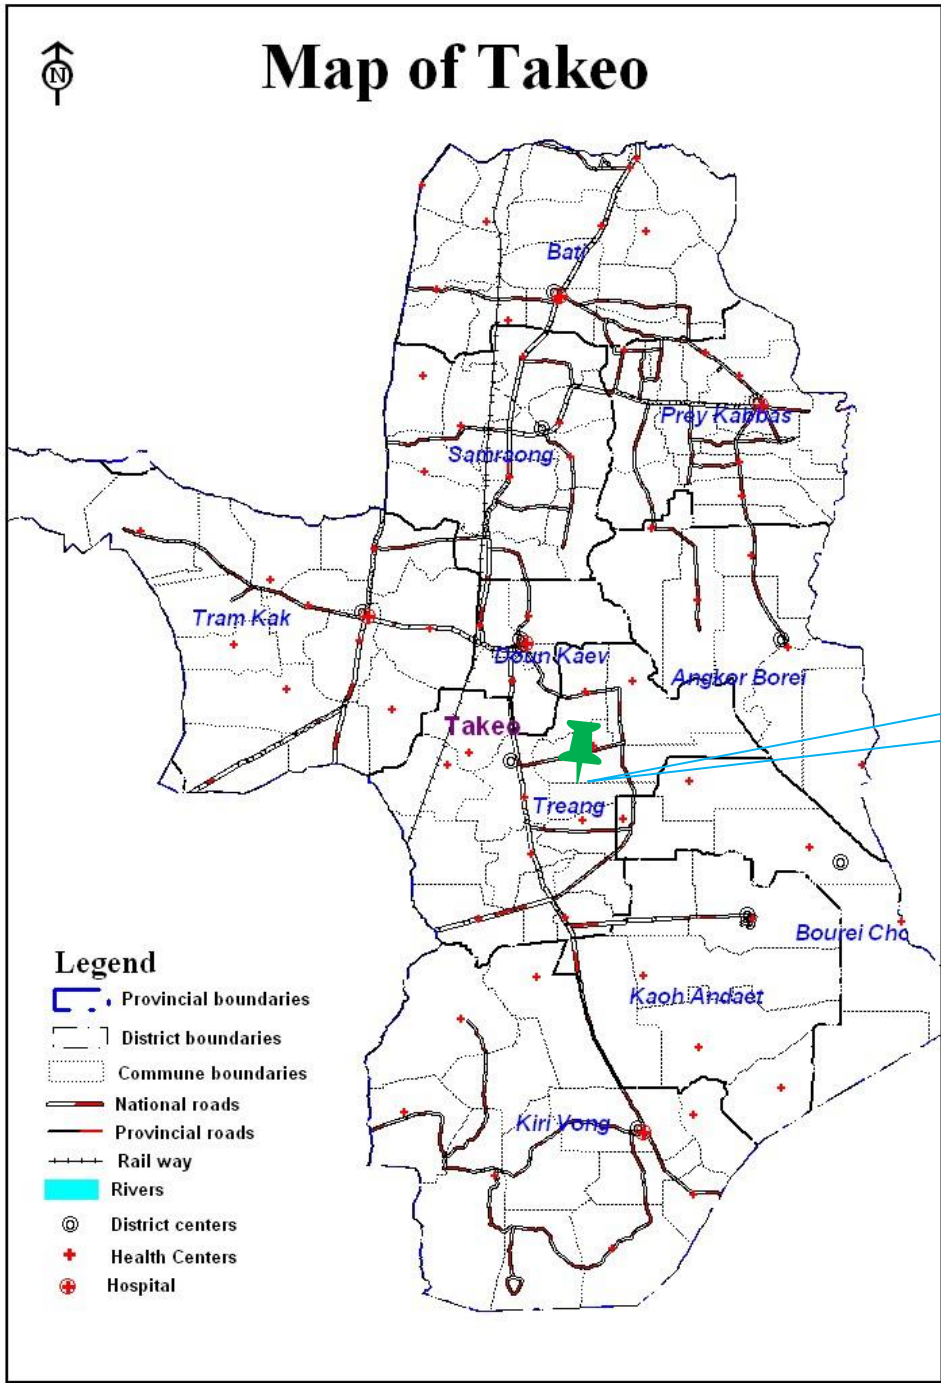 Map of Takeo
N
Bati
Prey Kabbas
Samraong
Tram Kak
Doun Kaev
Angkor Borei
Takeo
Treang
Bourei Cho
Kaoh Andaet
Kiri Vong
Legend
Provincial boundaries
District boundaries
Commune boundaries
National roads
Provincial roads
Rail way
Rivers
District centers
Health Centers
Hospital